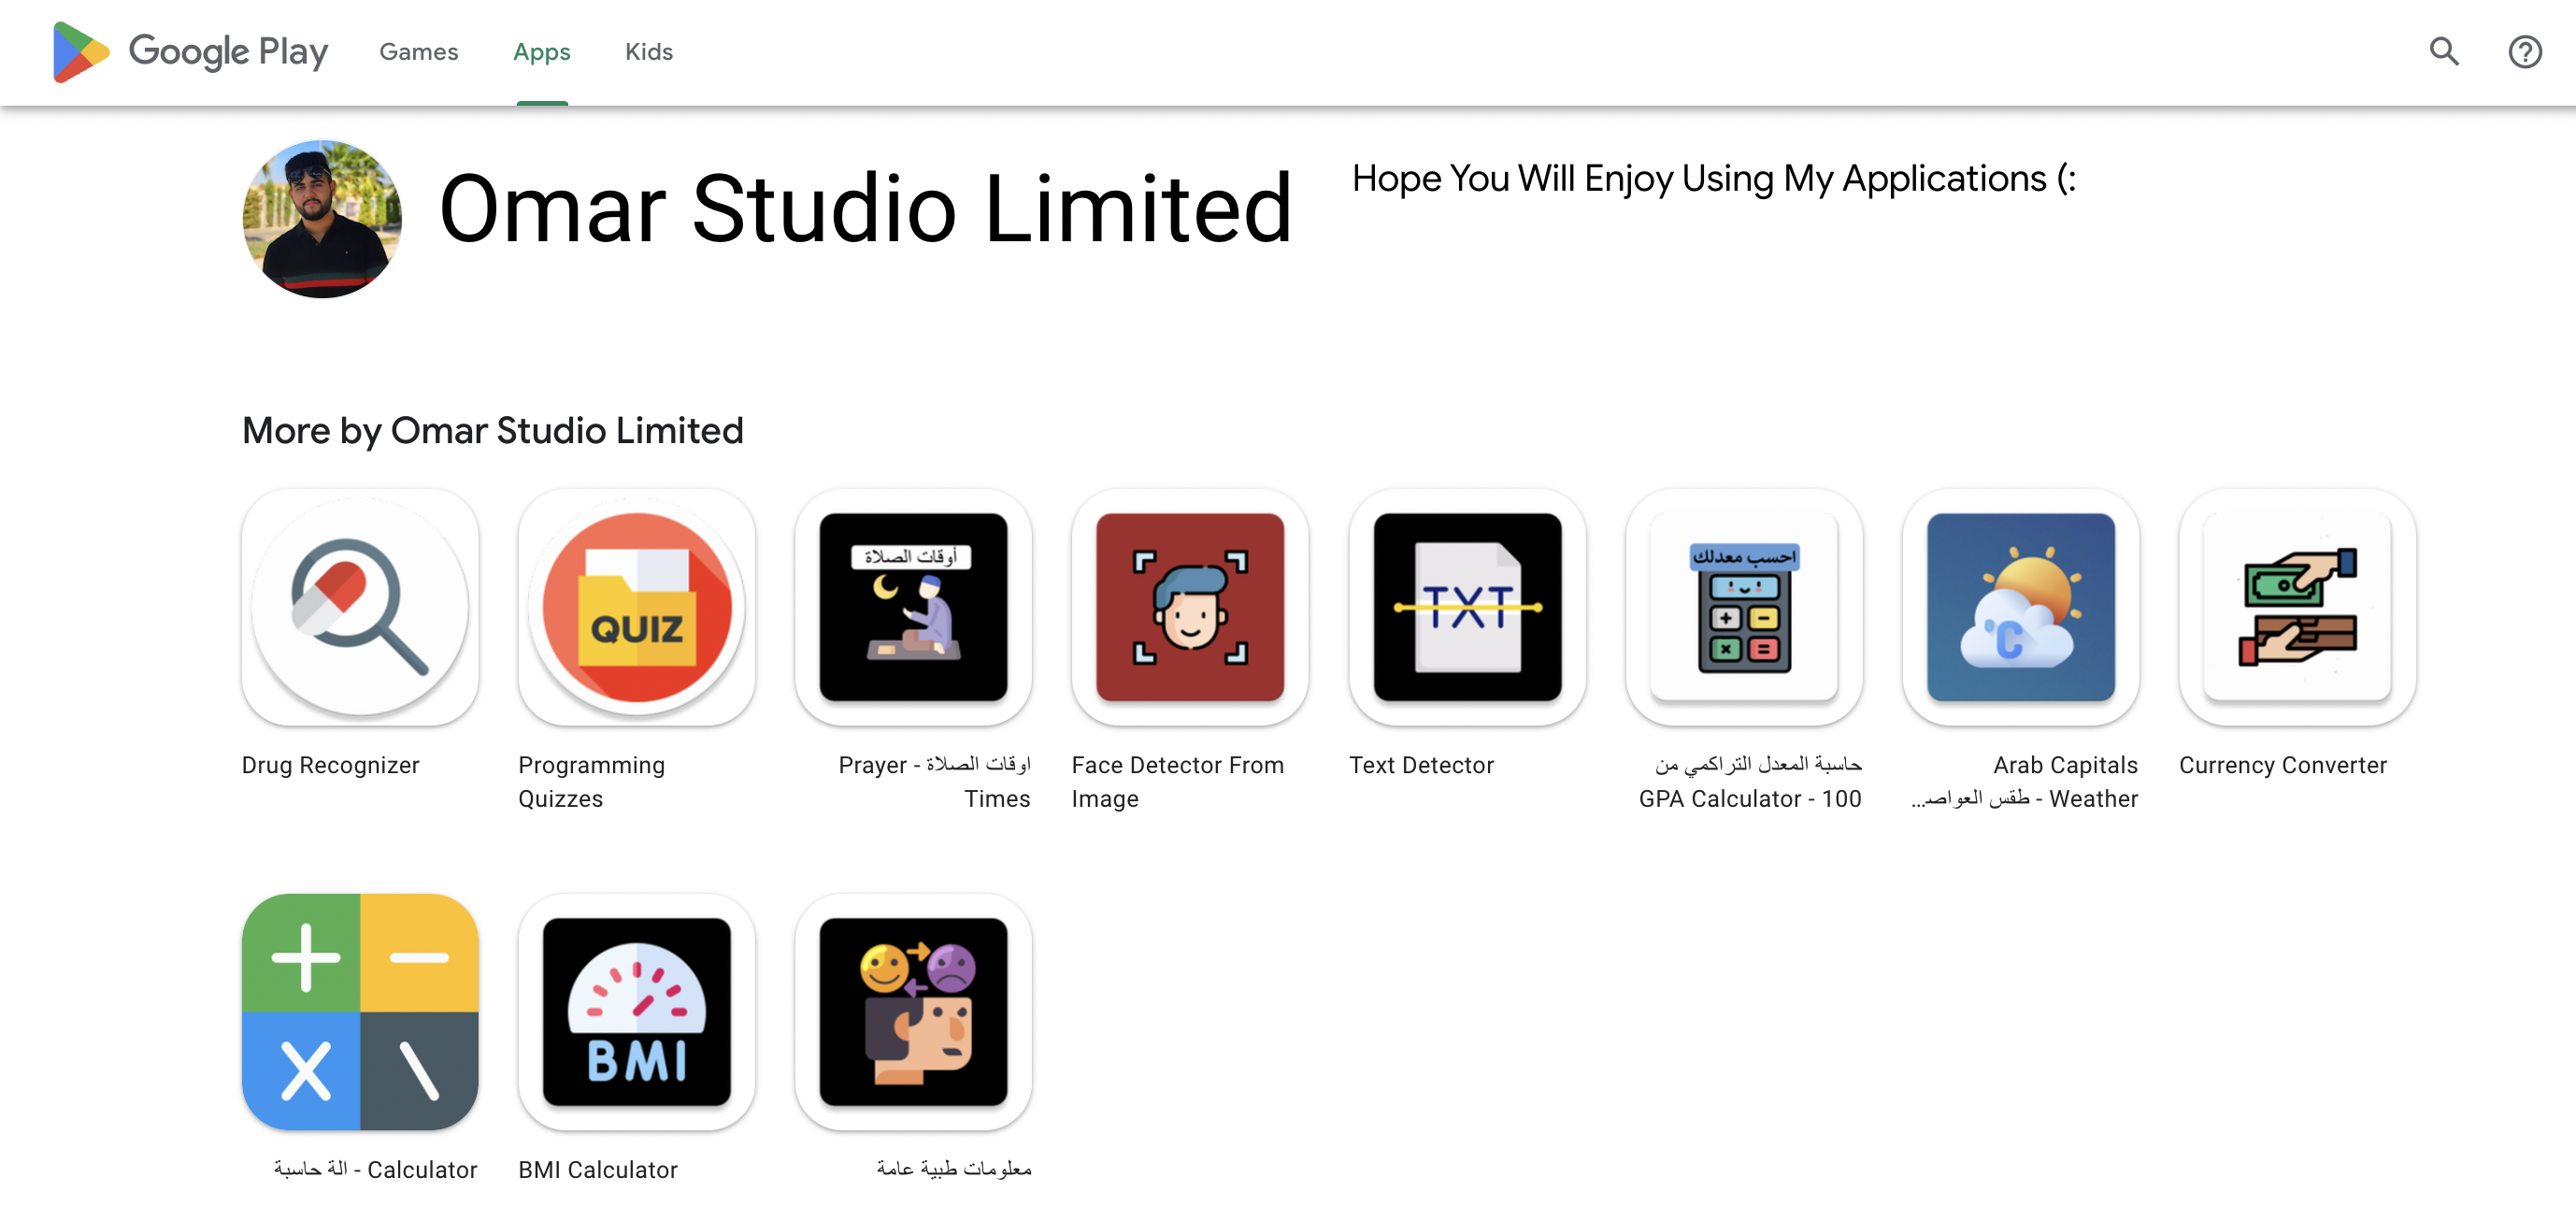 Google Play
Games
Apps
Kids
Omar Studio Limited
Hope You Will Enjoy Using My Applications (:
More by Omar Studio Limited
QUIZ
أوقات الصلاة
TXT
احسب معدلك
°C
Drug Recognizer
Programming
Quizzes
اوقات الصلاة - Prayer
Times
Face Detector From
Image
Text Detector
حاسبة المعدل التراكمي من
100 - GPA Calculator
Arab Capitals
Weather - طقس العواصـ...
Currency Converter
BMI
Calculator - الة حاسبة
BMI Calculator
معلومات طبية عامة